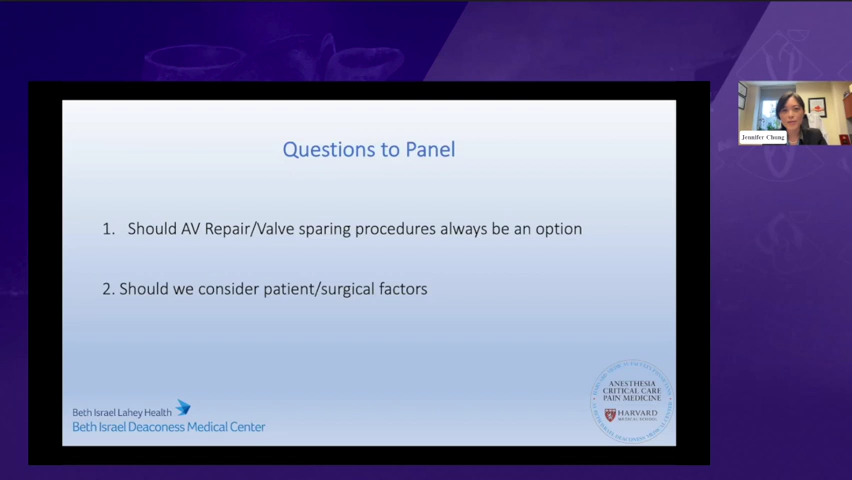 Questions to Panel
Jennifer Chung
1. Should AV Repair/Valve sparing procedures always be an option
2. Should we consider patient/surgical factors
Beth Israel Lahey Health
Beth Israel Deaconess Medical Center
ANESTHESIA
CRITICAL CARE
PAIN MEDICINE
HARVARD
MEDICAL SCHOOL